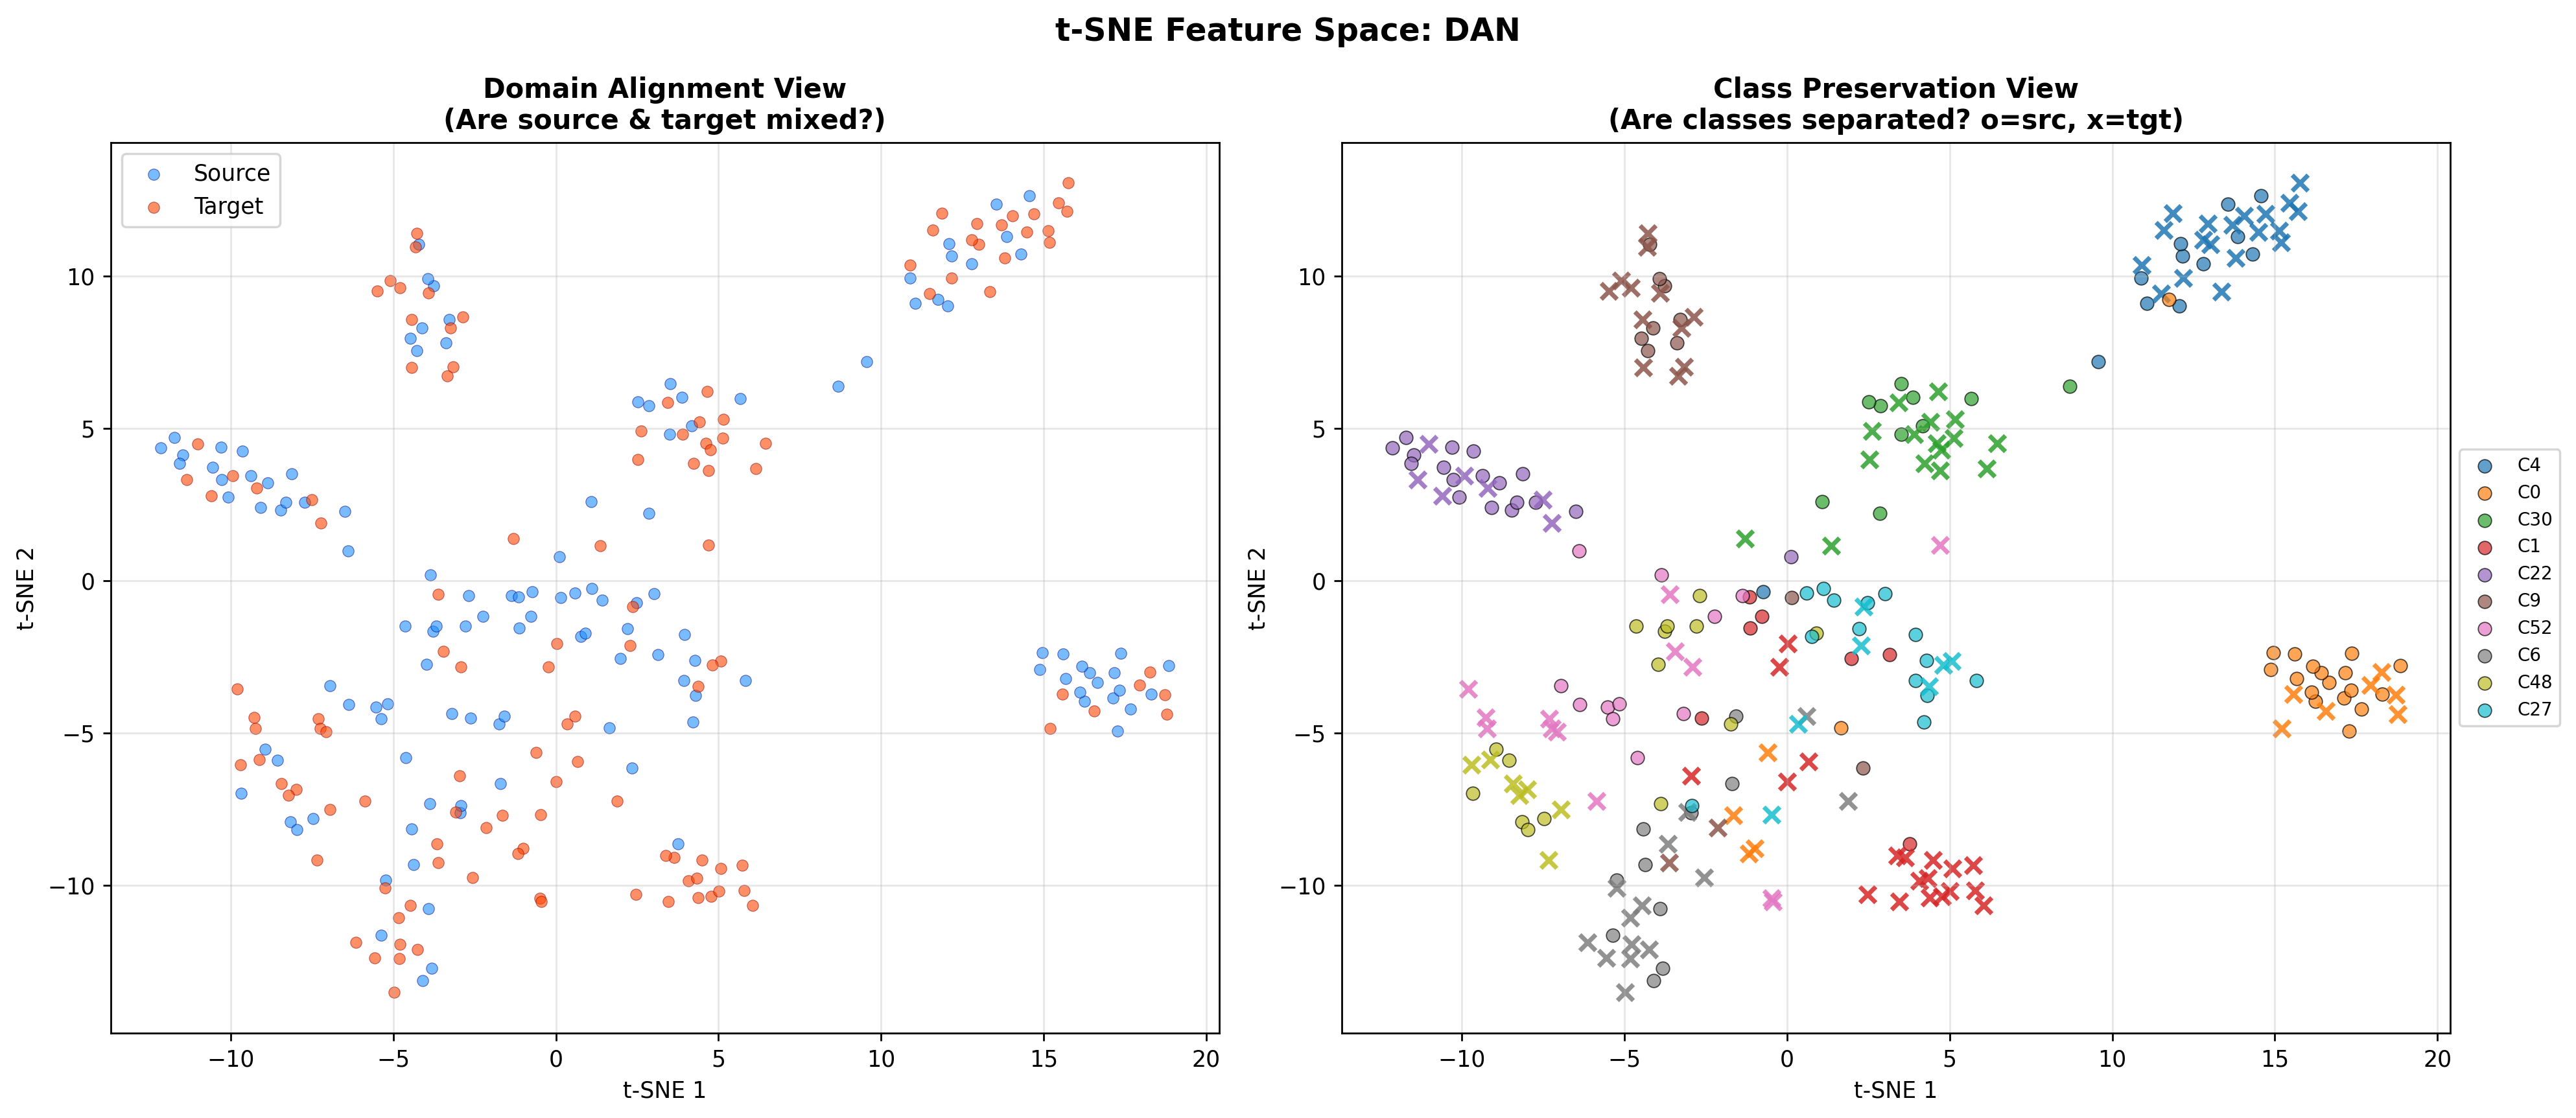 t-SNE Feature Space: DAN
Domain Alignment View
(Are source & target mixed?)
Source
Target
10
5
0
−5
−10
t-SNE 2
−10
−5
0
5
10
15
20
t-SNE 1
Class Preservation View
(Are classes separated? o=src, x=tgt)
10
5
0
−5
−10
t-SNE 2
−10
−5
0
5
10
15
20
t-SNE 1
C4
C0
C30
C1
C22
C9
C52
C6
C48
C27